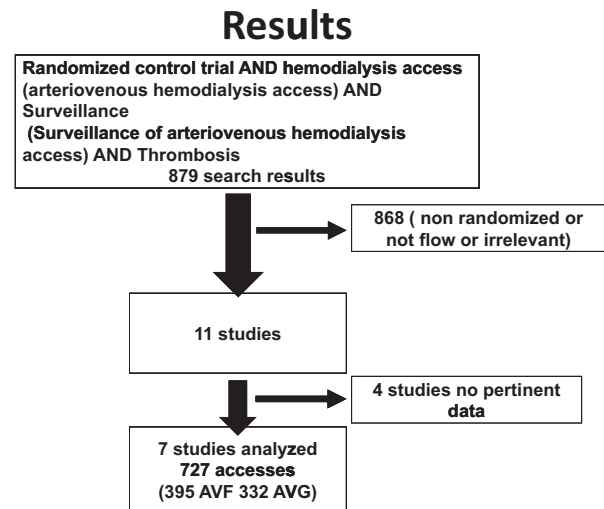 Results
Randomized control trial AND hemodialysis access
(arteriovenous hemodialysis access) AND
Surveillance
(Surveillance of arteriovenous hemodialysis
access) AND Thrombosis
879 search results
868 ( non randomized or
not flow or irrelevant)
11 studies
4 studies no pertinent
data
7 studies analyzed
727 accesses
(395 AVF 332 AVG)